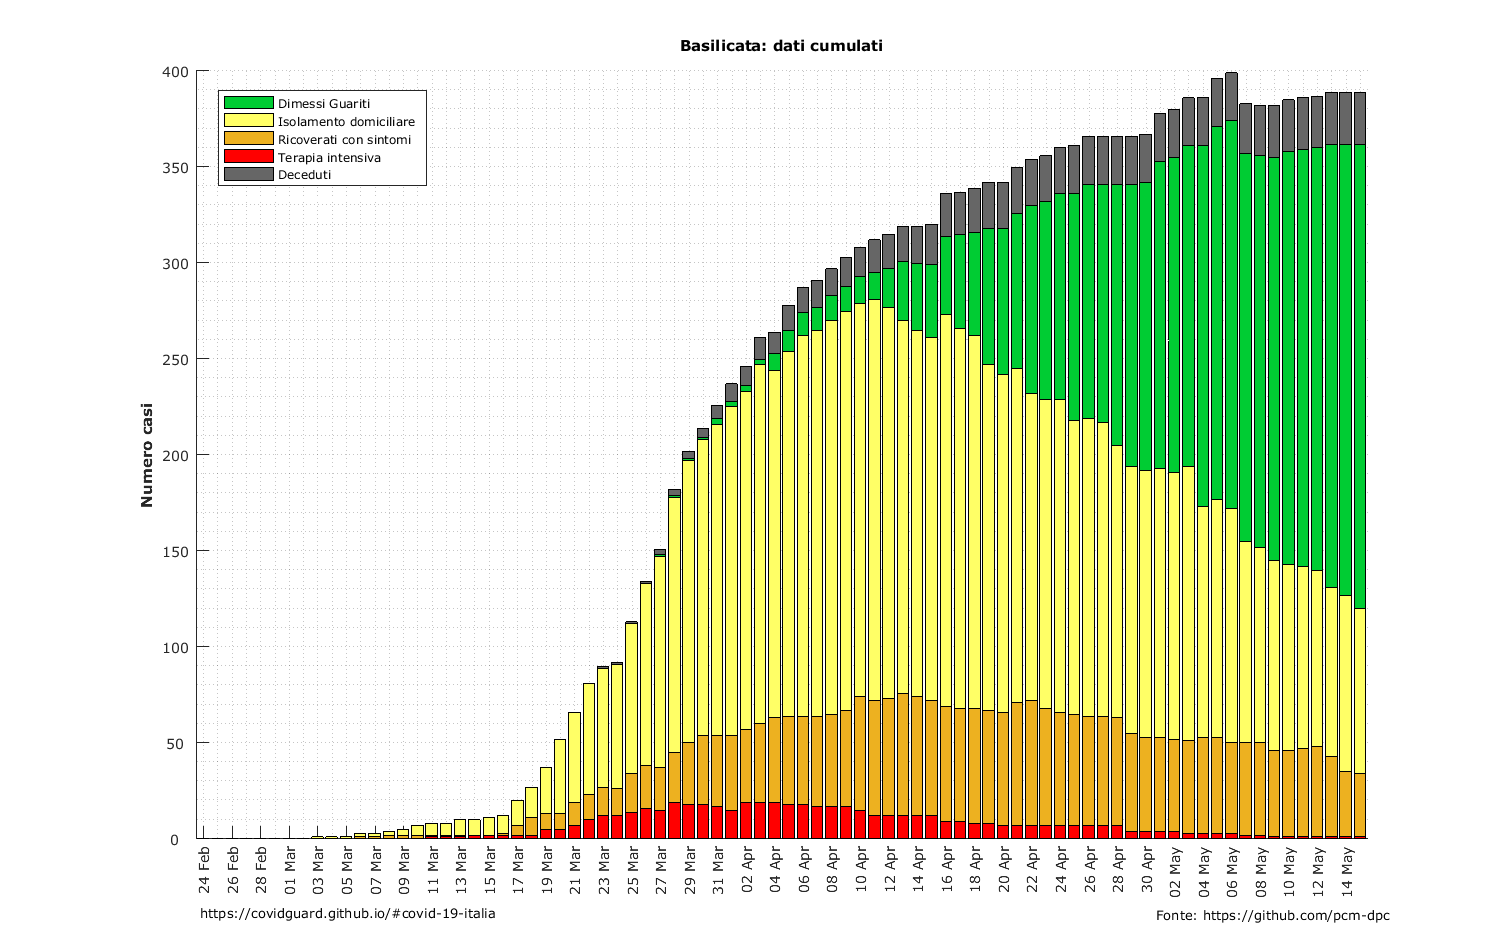 Basilicata: dati cumulati
400
350
300
250
200
150
100
50
0
Numero casi
Dimessi Guariti
Isolamento domiciliare
Ricoverati con sintomi
Terapia intensiva
Deceduti
24 Feb
26 Feb
28 Feb
01 Mar
03 Mar
05 Mar
07 Mar
09 Mar
11 Mar
13 Mar
15 Mar
17 Mar
19 Mar
21 Mar
23 Mar
25 Mar
27 Mar
29 Mar
31 Mar
02 Apr
04 Apr
06 Apr
08 Apr
10 Apr
12 Apr
14 Apr
16 Apr
18 Apr
20 Apr
22 Apr
24 Apr
26 Apr
28 Apr
30 Apr
02 May
04 May
06 May
08 May
10 May
12 May
14 May
https://covidguard.github.io/#covid-19-italia
Fonte: https://github.com/pcm-dpc